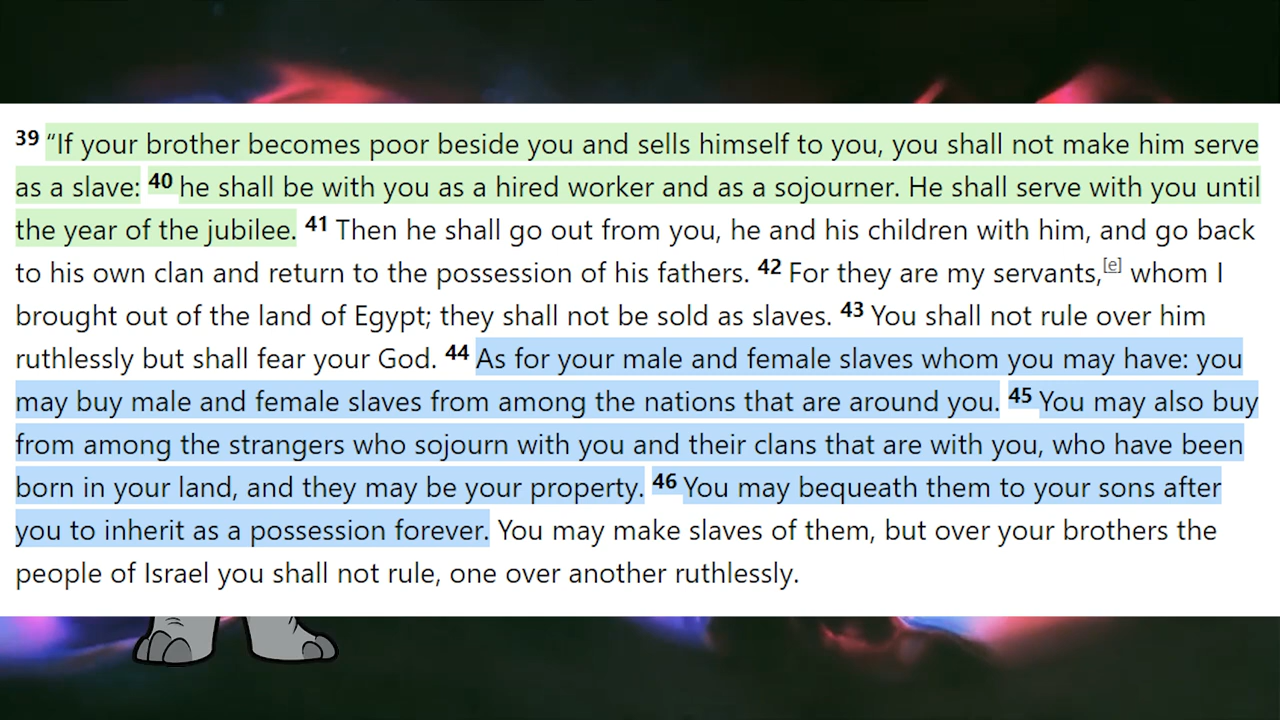 39 “If your brother becomes poor beside you and sells himself to you, you shall not make him serve
as a slave: 40 he shall be with you as a hired worker and as a sojourner. He shall serve with you until
the year of the jubilee. 41 Then he shall go out from you, he and his children with him, and go back
to his own clan and return to the possession of his fathers. 42 For they are my servants,[e] whom I
brought out of the land of Egypt; they shall not be sold as slaves. 43 You shall not rule over him
ruthlessly but shall fear your God. 44 As for your male and female slaves whom you may have: you
may buy male and female slaves from among the nations that are around you. 45 You may also buy
from among the strangers who sojourn with you and their clans that are with you, who have been
born in your land, and they may be your property. 46 You may bequeath them to your sons after
you to inherit as a possession forever. You may make slaves of them, but over your brothers the
people of Israel you shall not rule, one over another ruthlessly.